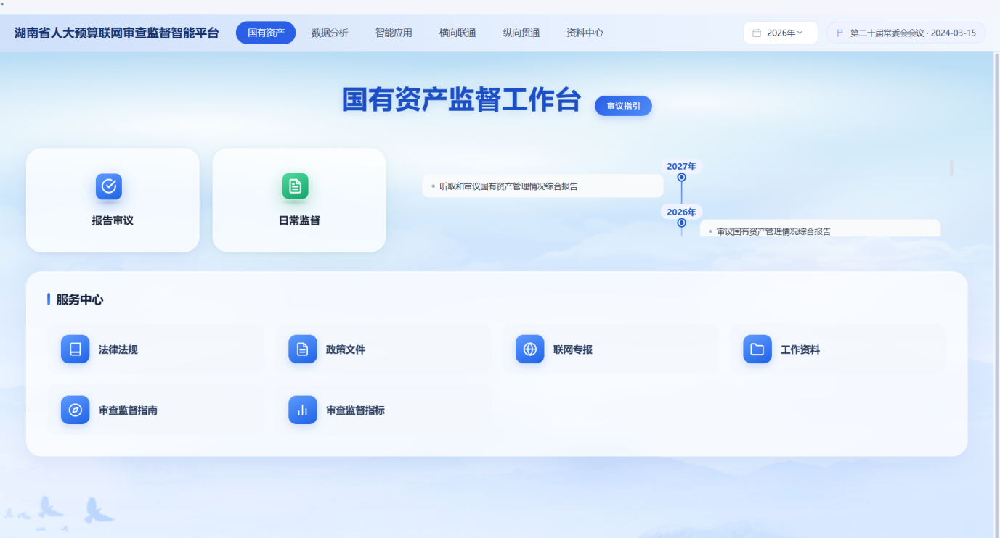 湖南省人大预算联网审查监督智能平台
国有资产
数据分析
智能应用
横向联通
纵向贯通
资料中心
2026年
第二十届常委会会议 · 2024-03-15
国有资产监督工作台
审议指引
报告审议
日常监督
2027年
听取和审议国有资产管理情况综合报告
2026年
审议国有资产管理情况综合报告
服务中心
法律法规
政策文件
联网专报
工作资料
审查监督指南
审查监督指标